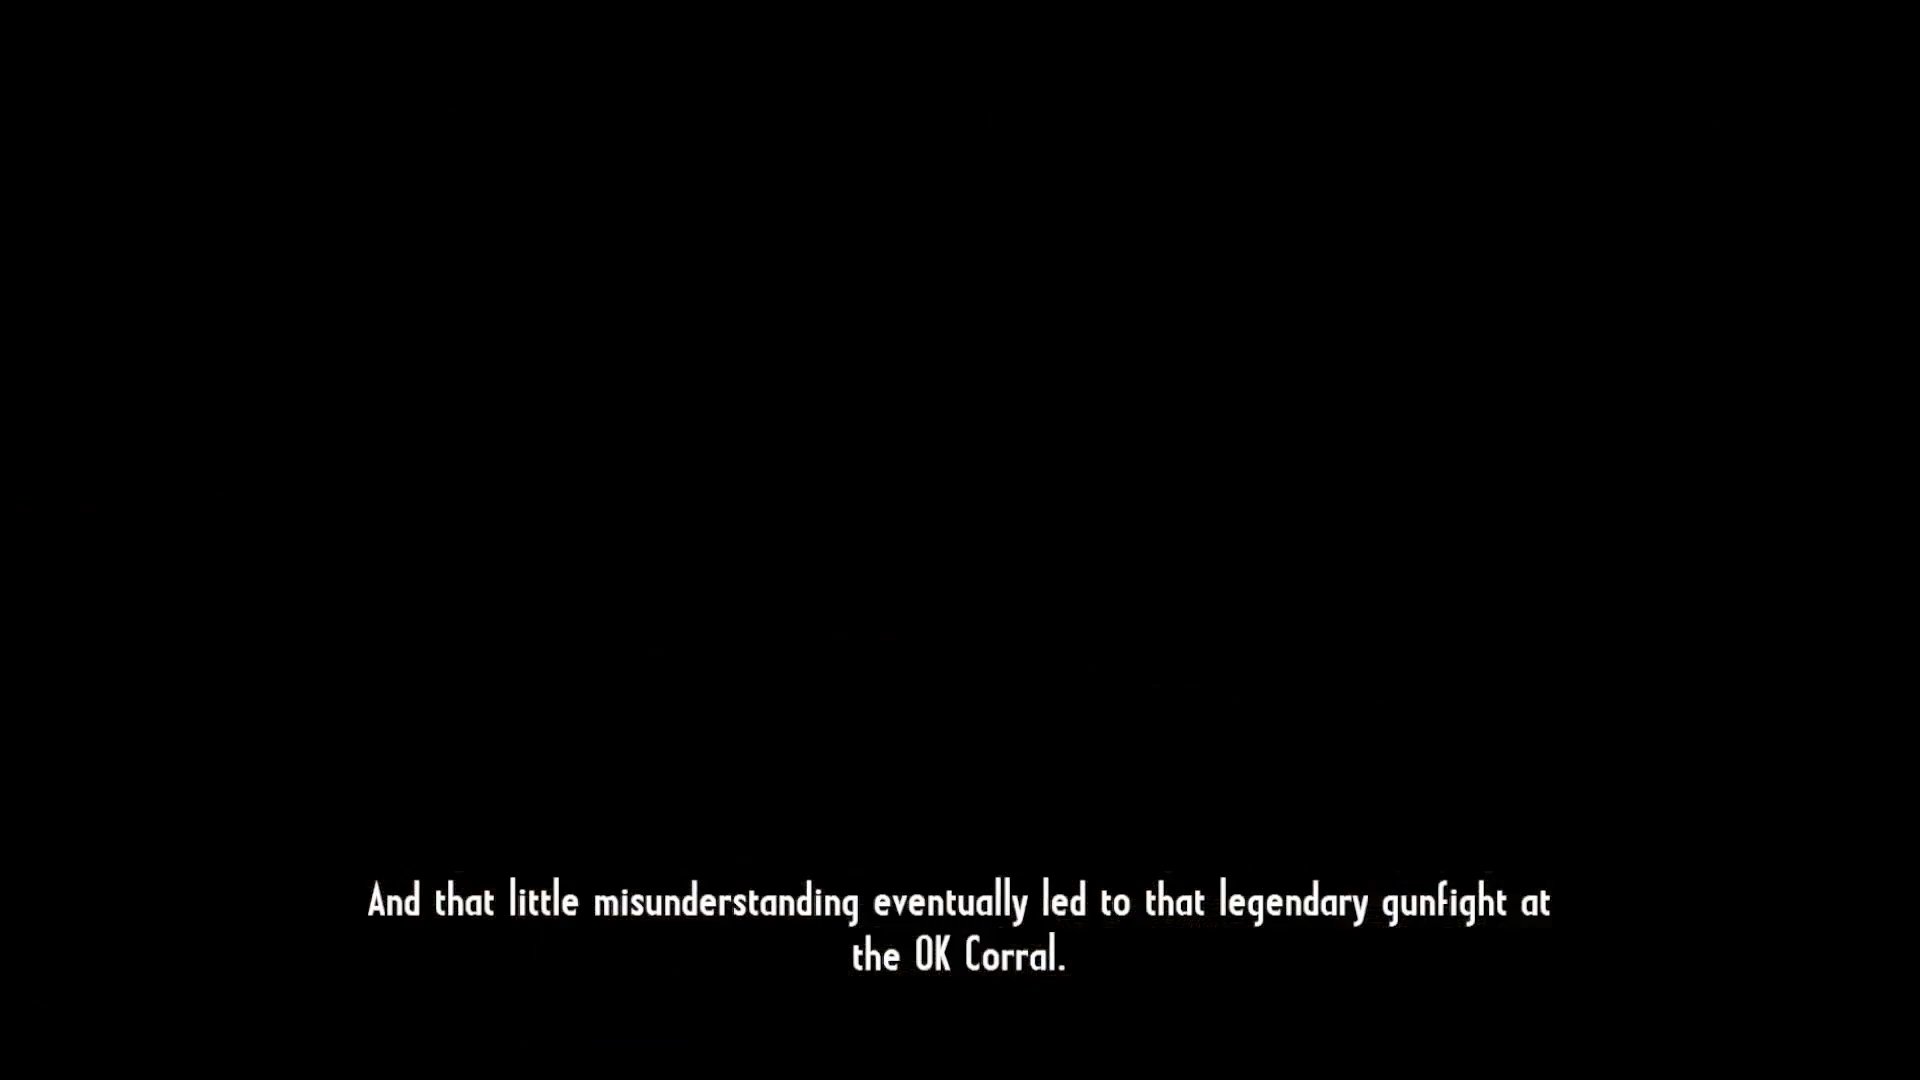 And that little misunderstanding eventually led to that legendary gunfight at
the OK Corral.